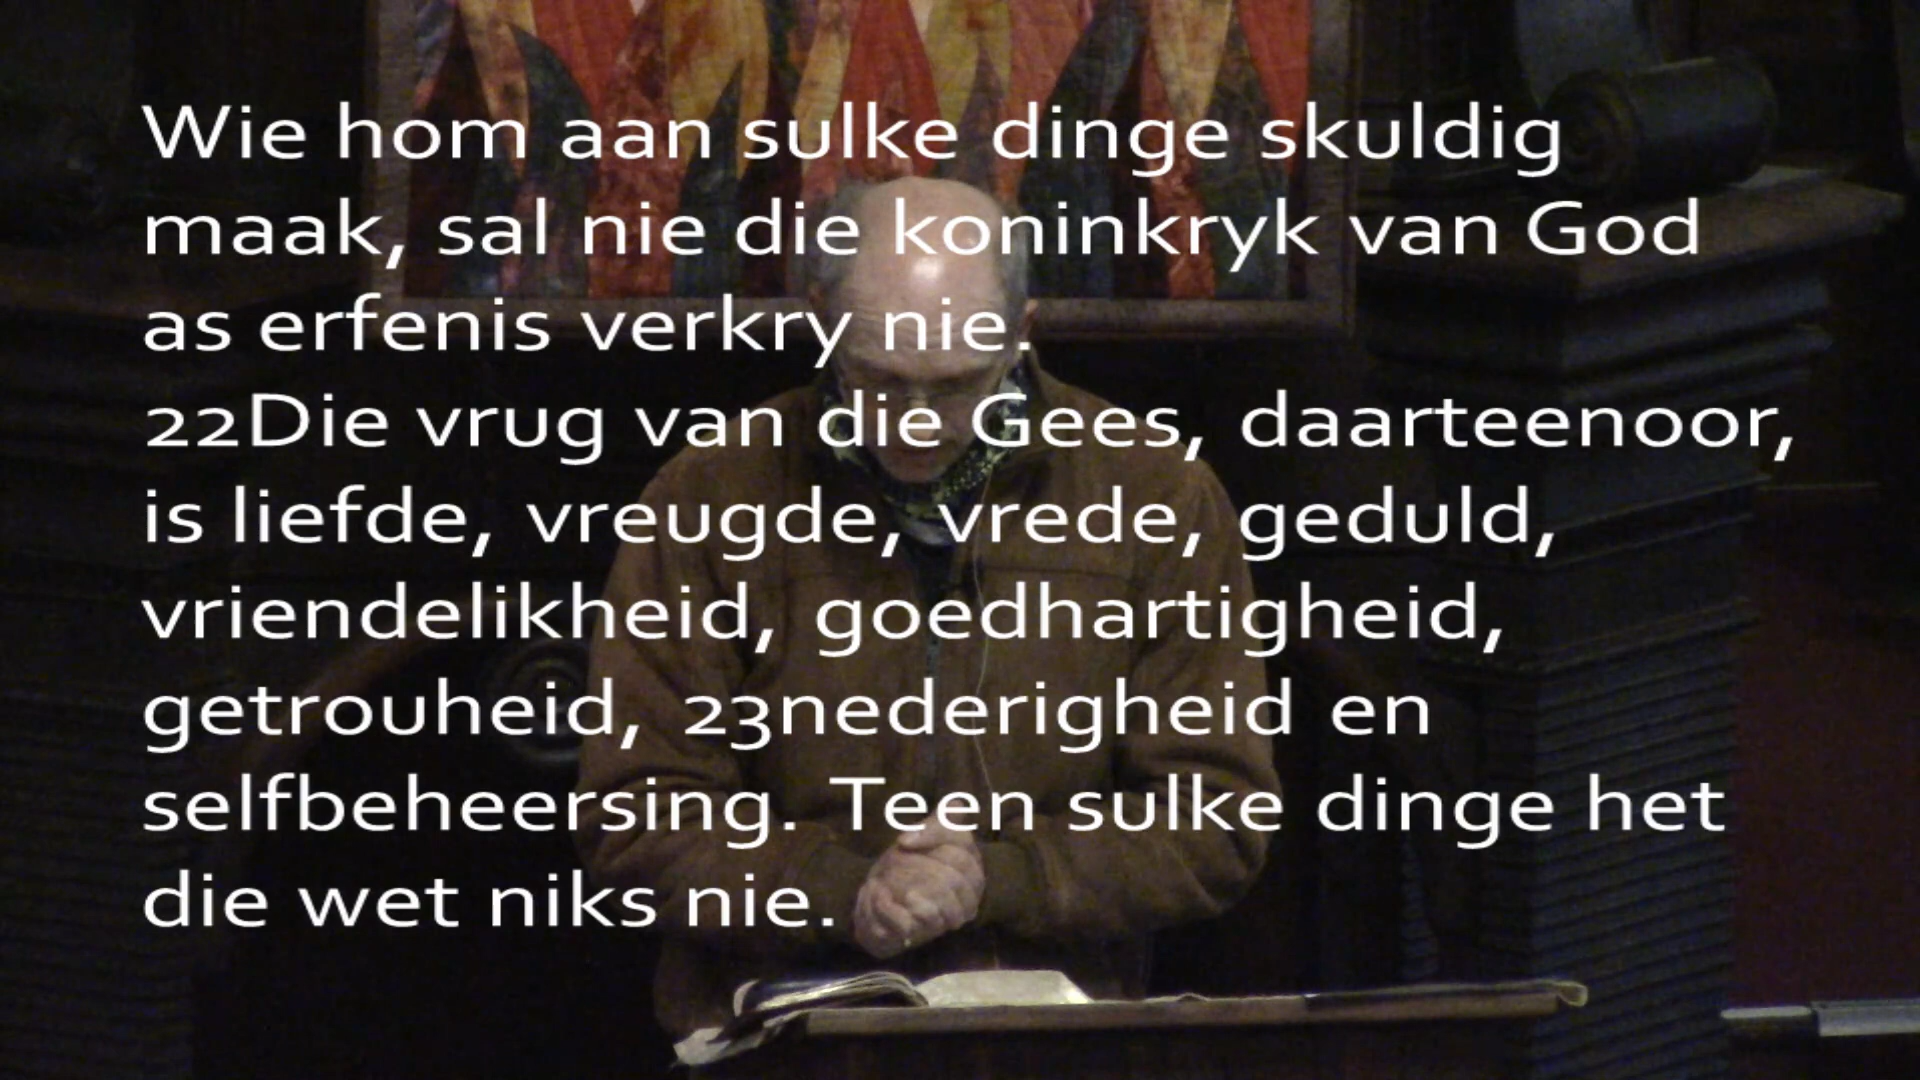 Wie hom aan sulke dinge skuldig
maak, sal nie die koninkryk van God
as erfenis verkry nie.
22Die vrug van die Gees, daarteenoor,
is liefde, vreugde, vrede, geduld,
vriendelikheid, goedhartigheid,
getrouheid, 23nederigheid en
selfbeheersing. Teen sulke dinge het
die wet niks nie.